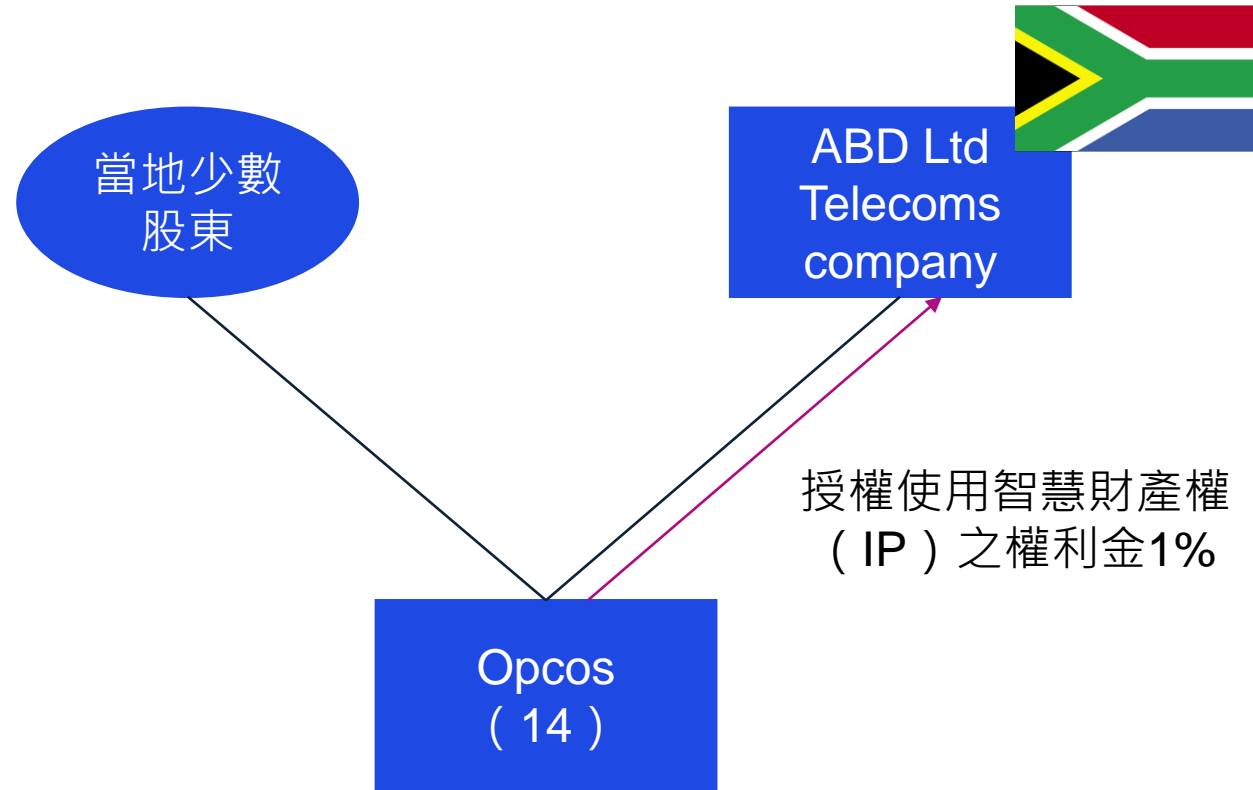 當地少數
股東
ABD Ltd
Telecoms
company
授權使用智慧財產權
（IP）之權利金1%
Opcos
（14）